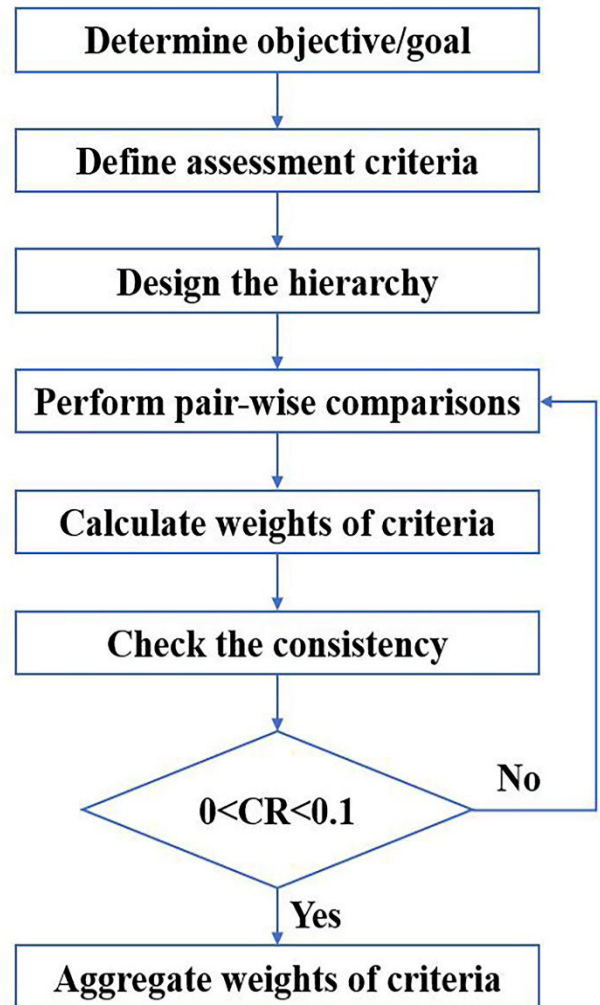 Determine objective/goal
Define assessment criteria
Design the hierarchy
Perform pair-wise comparisons
Calculate weights of criteria
Check the consistency
No
0<CR<0.1
Yes
Aggregate weights of criteria